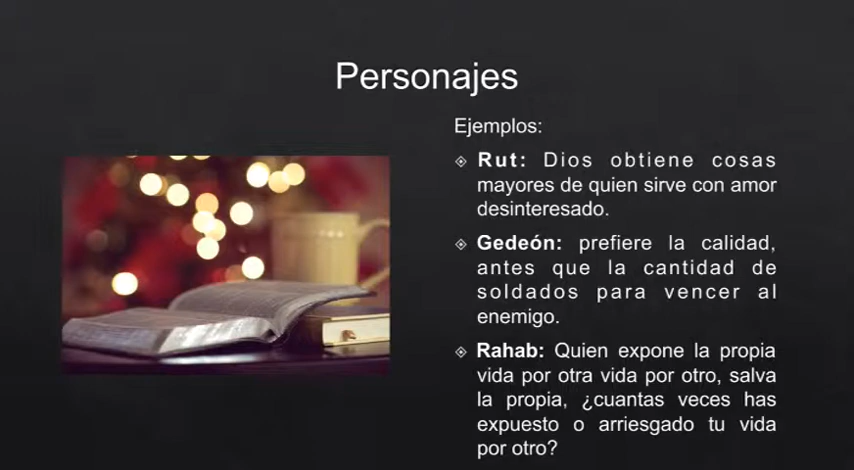 Personajes
Ejemplos:
Rut: Dios obtiene cosas
mayores de quien sirve con amor
desinteresado.
Gedeón: prefiere la calidad,
antes que la cantidad de
soldados para vencer al
enemigo.
Rahab: Quien expone la propia
vida por otra vida por otro, salva
la propia, ¿cuantas veces has
expuesto o arriesgado tu vida
por otro?